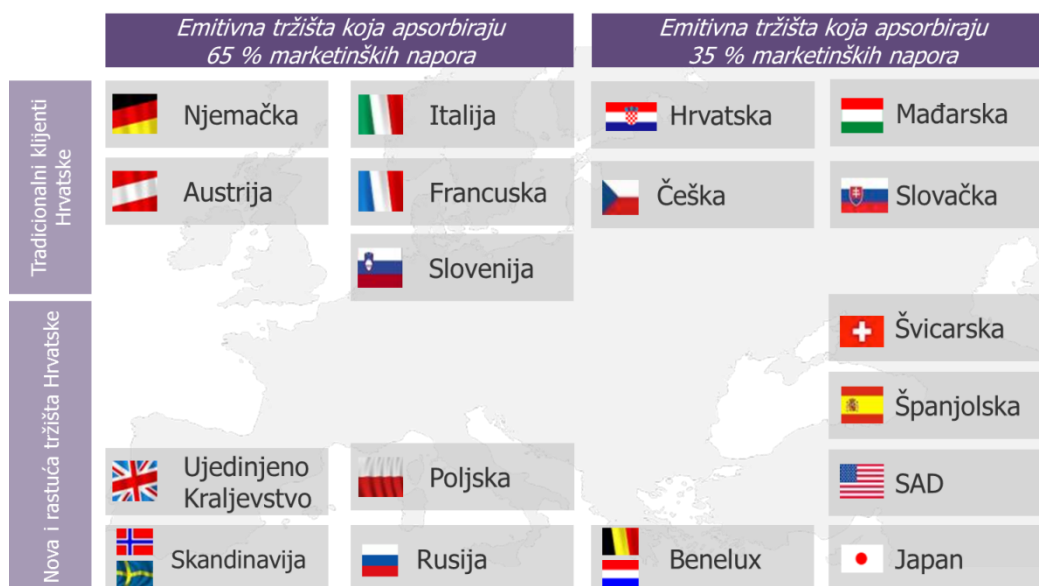 Emitivna tržišta koja apsorbiraju
65 % marketinških napora
Emitivna tržišta koja apsorbiraju
35 % marketinških napora
Tradicionalni klijenti
Hrvatske
Njemačka
Italija
Hrvatska
Mađarska
Austrija
Francuska
Češka
Slovačka
Slovenija
Nova i rastuća tržišta Hrvatske
Švicarska
Španjolska
Ujedinjeno
Kraljevstvo
Poljska
SAD
Skandinavija
Rusija
Benelux
Japan